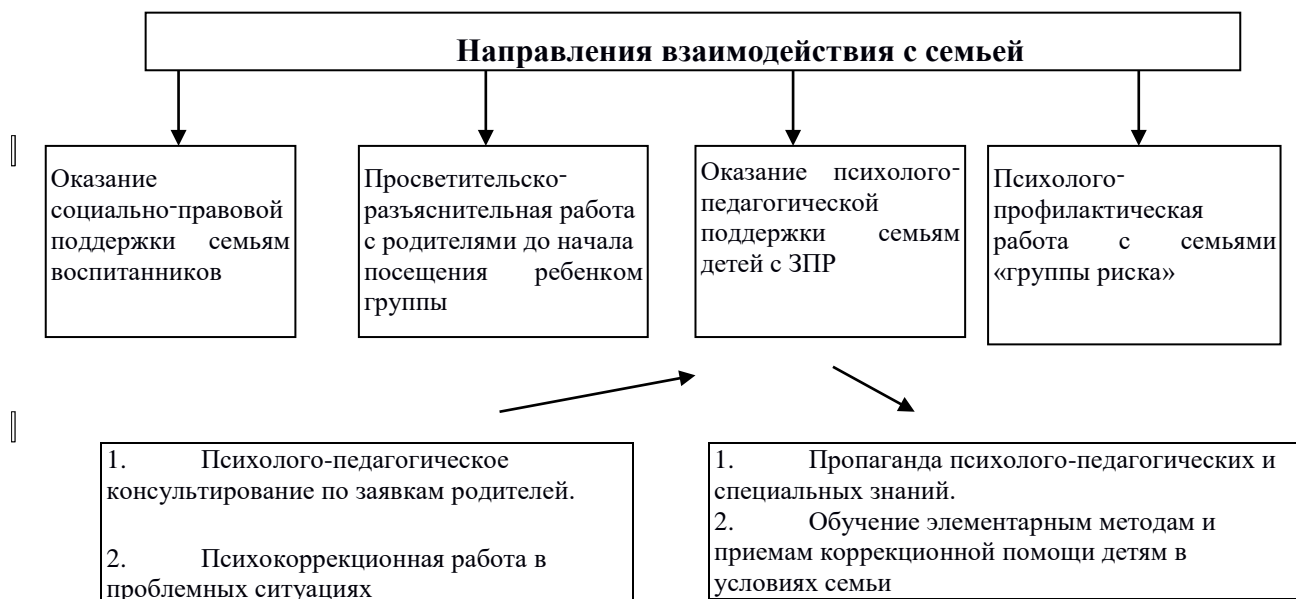 Направления взаимодействия с семьей
Оказание
социально-правовой
поддержки семьям
воспитанников
Просветительско-
разъяснительная работа
с родителями до начала
посещения ребенком
группы
Оказание психолого-
педагогической
поддержки семьям
детей с ЗПР
Психолого-
профилактическая
работа с семьями
«группы риска»
1. Психолого-педагогическое
консультирование по заявкам родителей.
2. Психокоррекционная работа в
проблемных ситуациях
1. Пропаганда психолого-педагогических и
специальных знаний.
2. Обучение элементарным методам и
приемам коррекционной помощи детям в
условиях семьи